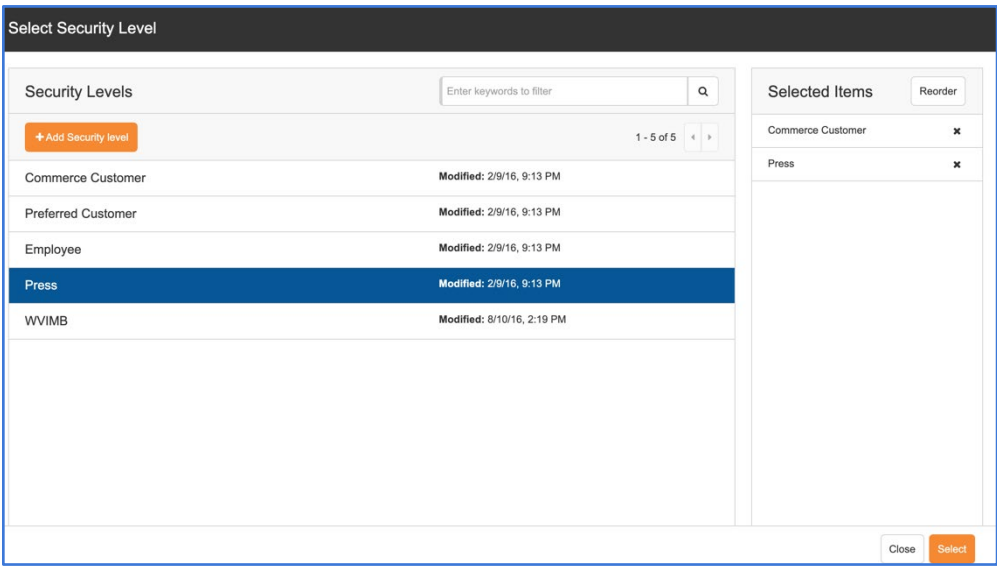 Select Security Level
Security Levels
Enter keywords to filter
Selected Items
Reorder
+ Add Security level
1 - 5 of 5
Commerce Customer
Press
Commerce Customer Modified: 2/9/16, 9:13 PM
Preferred Customer Modified: 2/9/16, 9:13 PM
Employee Modified: 2/9/16, 9:13 PM
Press Modified: 2/9/16, 9:13 PM
WVIMB Modified: 8/10/16, 2:19 PM
Close
Select